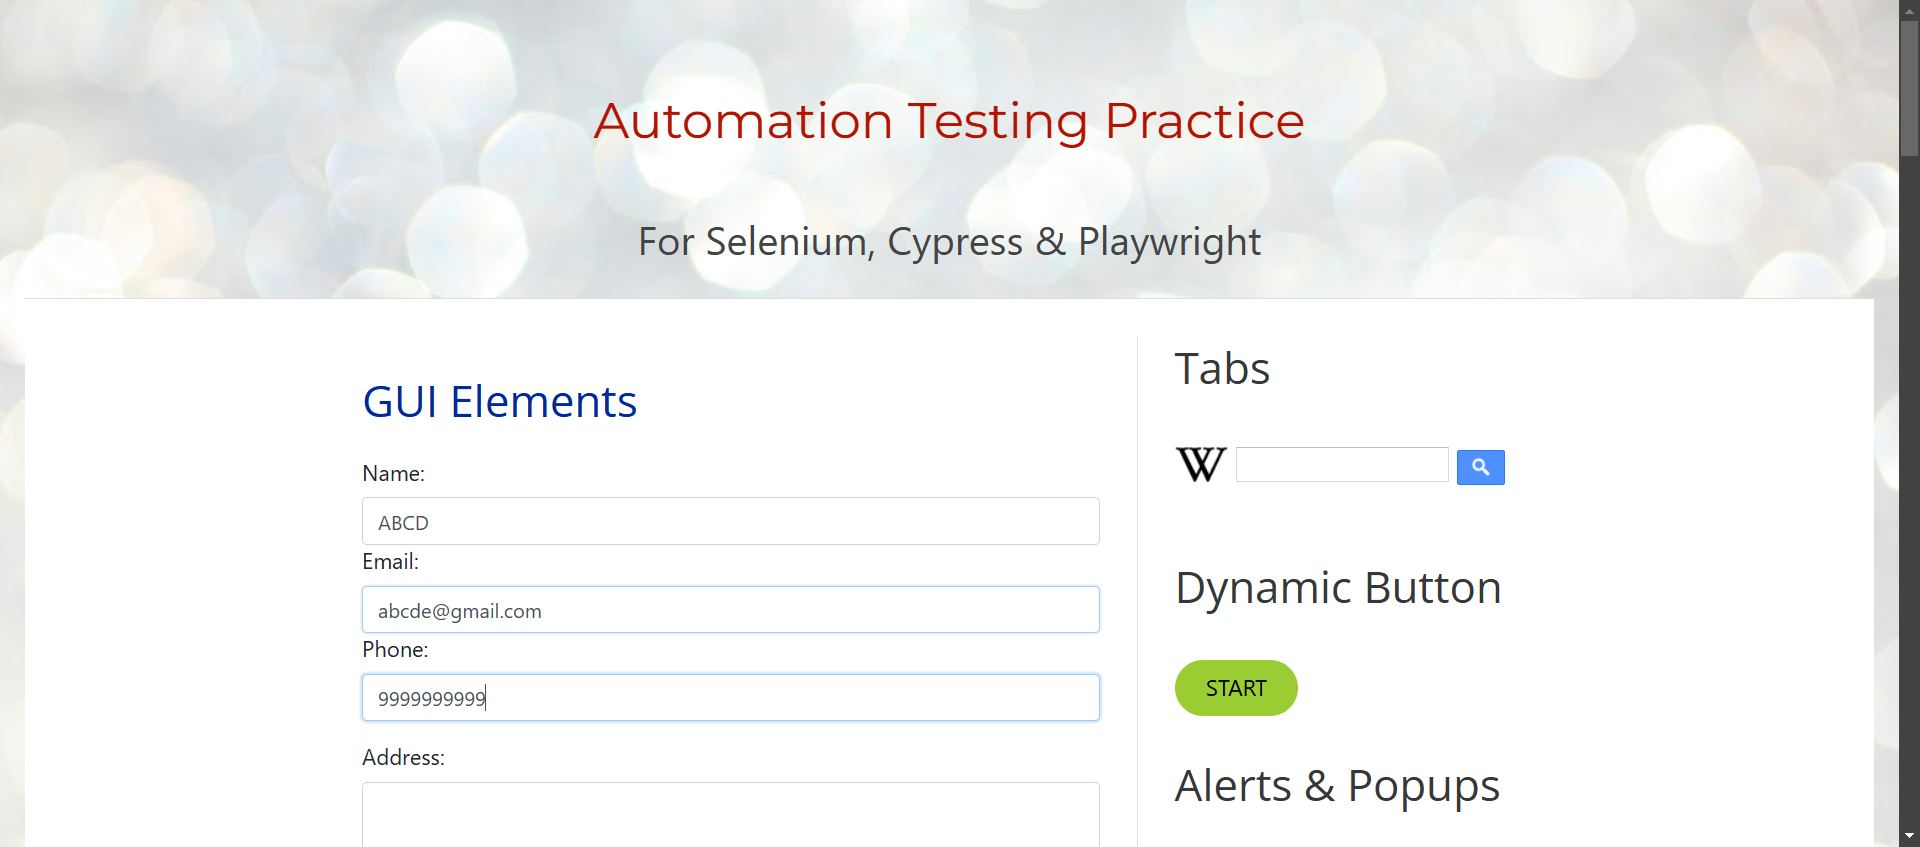 Automation Testing Practice
For Selenium, Cypress & Playwright
GUI Elements
Name:
ABCD
Email:
abcde@gmail.com
Phone:
9999999999
Address:
Tabs
W
Dynamic Button
START
Alerts & Popups